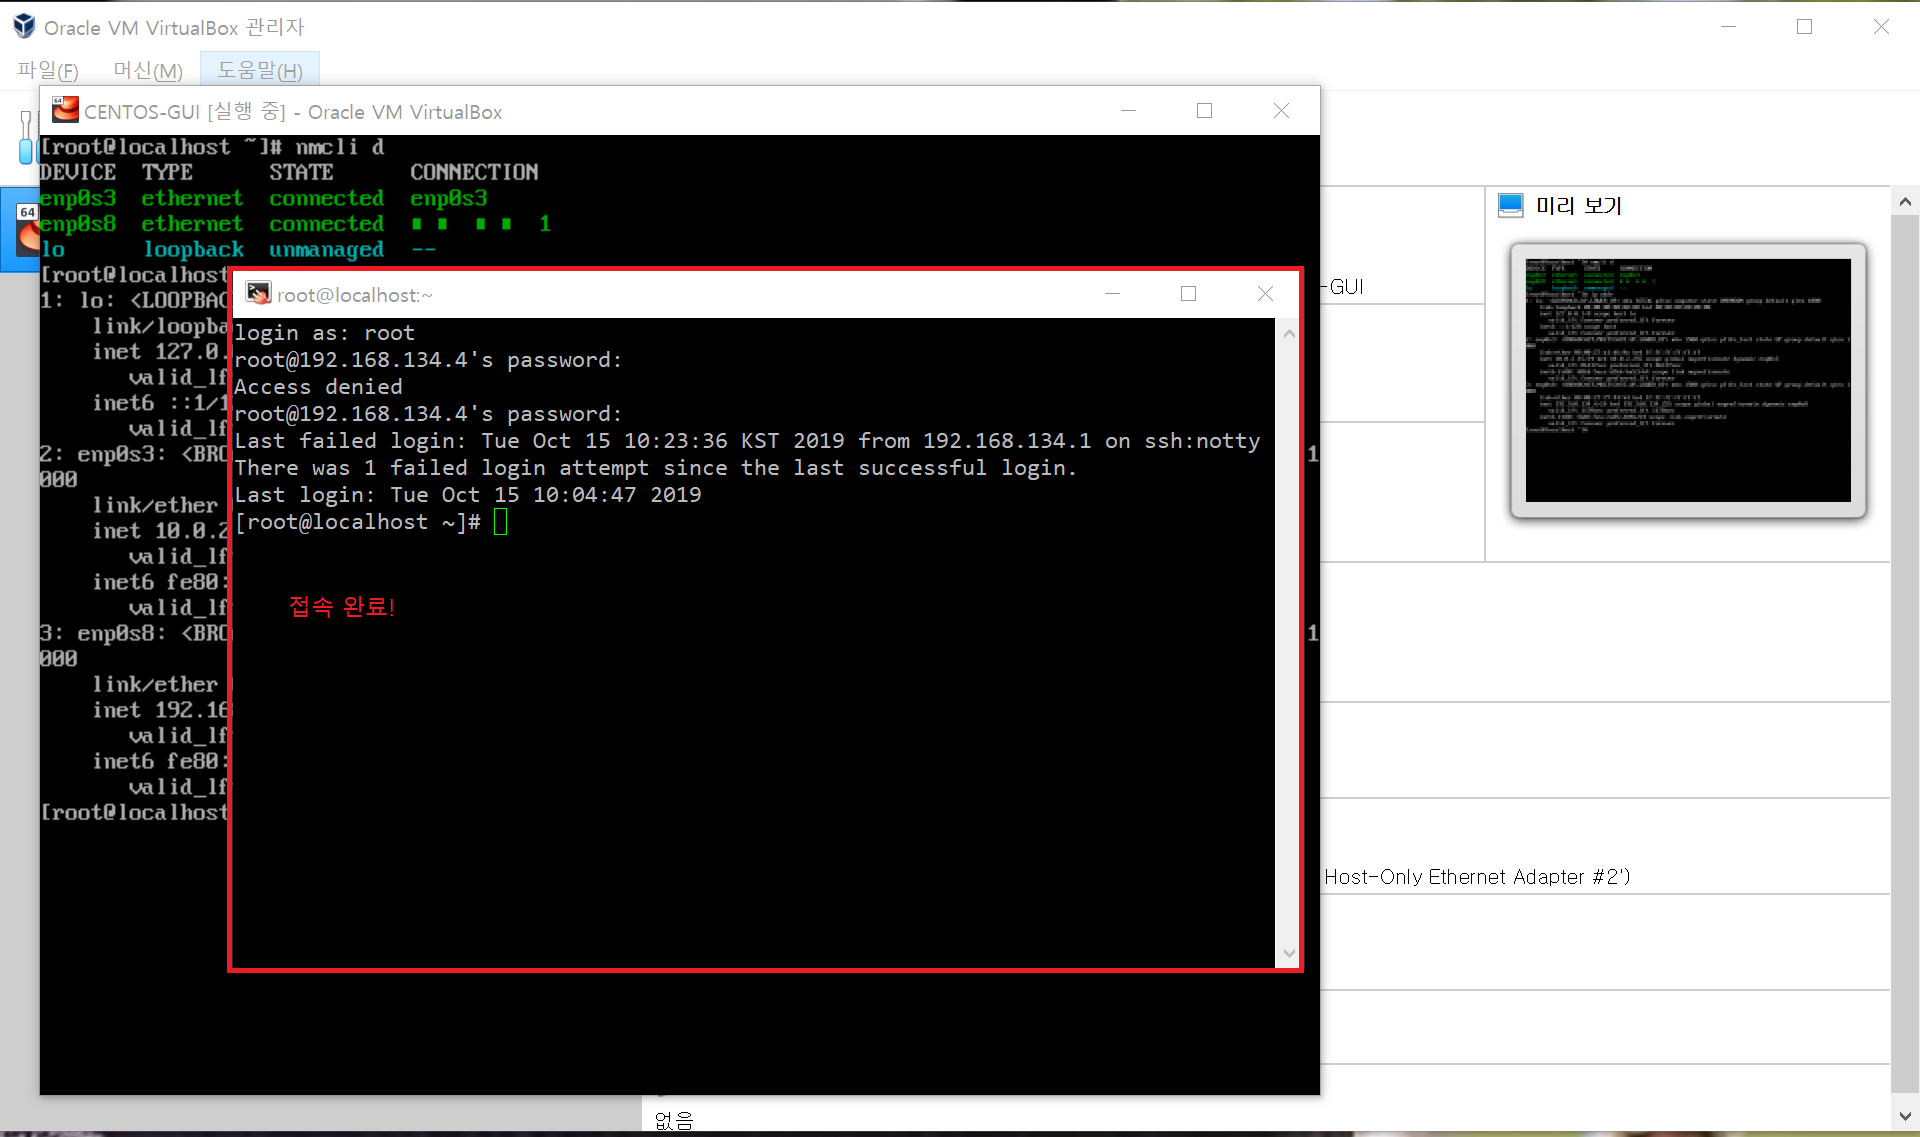 Oracle VM VirtualBox 관리자
파일(F) 머신(M) 도움말(H)
CENTOS-GUI [실행 중] - Oracle VM VirtualBox
[root@localhost ~]# nmcli d
DEVICE TYPE STATE CONNECTION
enp0s3 ethernet connected enp0s3
enp0s8 ethernet connected 1
lo loopback unmanaged --
[root@localhost
1: lo: <LOOPBAC
link/loopba
inet 127.0.
valid_lf
inet6 ::1/1
valid_lf
2: enp0s3: <BRO 1
000
link/ether
inet 10.0.2
valid_lf
inet6 fe80:
valid_lf
3: enp0s8: <BRO 1
000
link/ether
inet 192.16
valid_lf
inet6 fe80:
valid_lf
[root@localhost
root@localhost:~
login as: root
root@192.168.134.4's password:
Access denied
root@192.168.134.4's password:
Last failed login: Tue Oct 15 10:23:36 KST 2019 from 192.168.134.1 on ssh:notty
There was 1 failed login attempt since the last successful login.
Last login: Tue Oct 15 10:04:47 2019
[root@localhost ~]#
접속 완료!
64
미리 보기
-GUI
Host-Only Ethernet Adapter #2')
없음